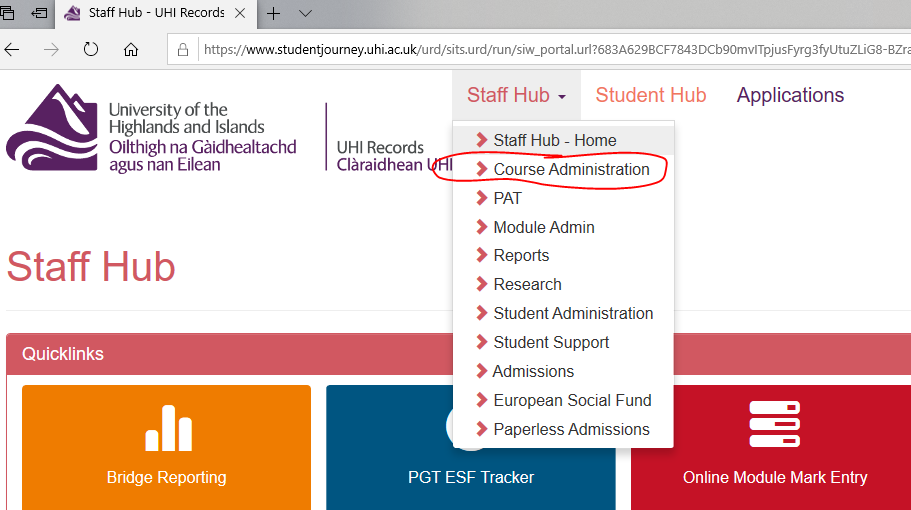 Staff Hub - UHI Records
https://www.studentjourney.uhi.ac.uk/urd/sits.urd/run/siw_portal.url?683A629BCF7843DCb90mvITpjusFyrg3fyUtuZLiG8-BZra
University of the
Highlands and Islands
Oilthigh na Gàidhealtachd
agus nan Eilean
UHI Records
Clàraidhean UHI
Staff Hub
Student Hub
Applications
Staff Hub - Home
Course Administration
PAT
Module Admin
Reports
Research
Student Administration
Student Support
Admissions
European Social Fund
Paperless Admissions
Staff Hub
Quicklinks
Bridge Reporting
PGT ESF Tracker
Online Module Mark Entry